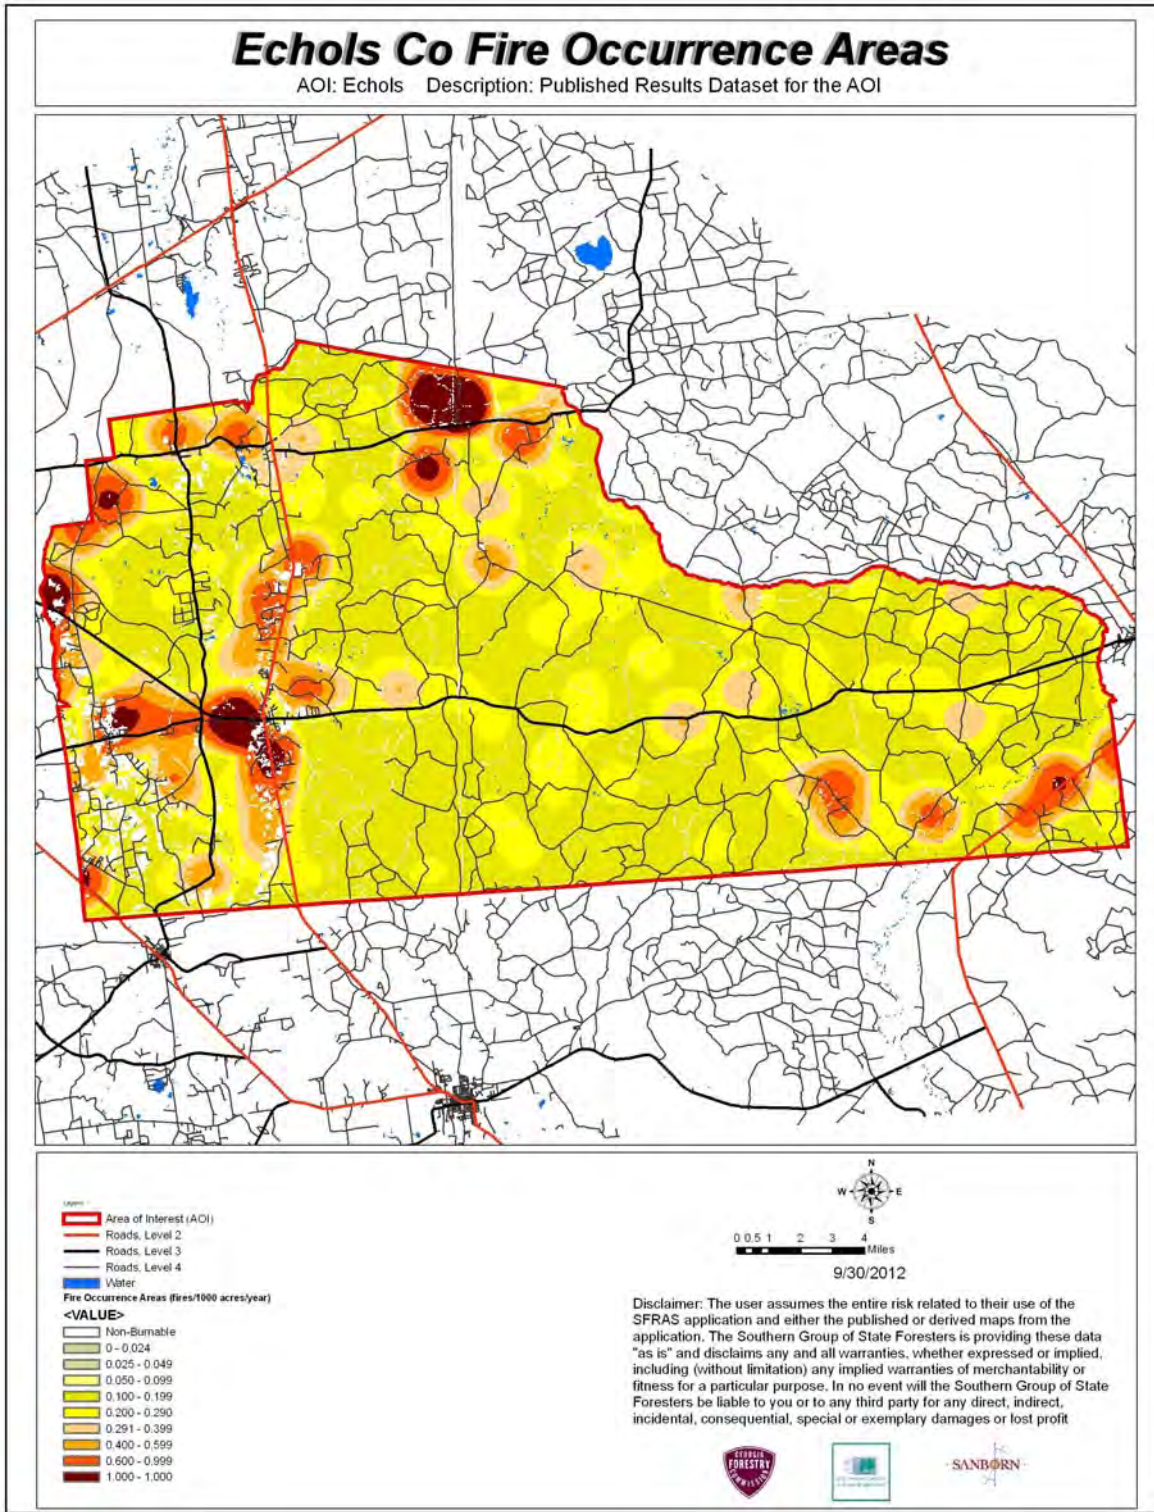 Echols Co Fire Occurrence Areas
AOI: Echols Description: Published Results Dataset for the AOI
Legend
Area of Interest (AOI)
Roads, Level 2
Roads, Level 3
Roads, Level 4
Water
Fire Occurrence Areas (fires/1000 acres/year)
<VALUE>
Non-Burnable
0 - 0.024
0.025 - 0.049
0.050 - 0.099
0.100 - 0.199
0.200 - 0.290
0.291 - 0.399
0.400 - 0.599
0.600 - 0.999
1.000 - 1.000
N
W E
S
0 0.5 1 2 3 4
Miles
9/30/2012
Disclaimer: The user assumes the entire risk related to their use of the
SFRAS application and either the published or derived maps from the
application. The Southern Group of State Foresters is providing these data
"as is" and disclaims any and all warranties, whether expressed or implied,
including (without limitation) any implied warranties of merchantability or
fitness for a particular purpose. In no event will the Southern Group of State
Foresters be liable to you or to any third party for any direct, indirect,
incidental, consequential, special or exemplary damages or lost profit
GEORGIA
FORESTRY
COMMISSION
SANBORN